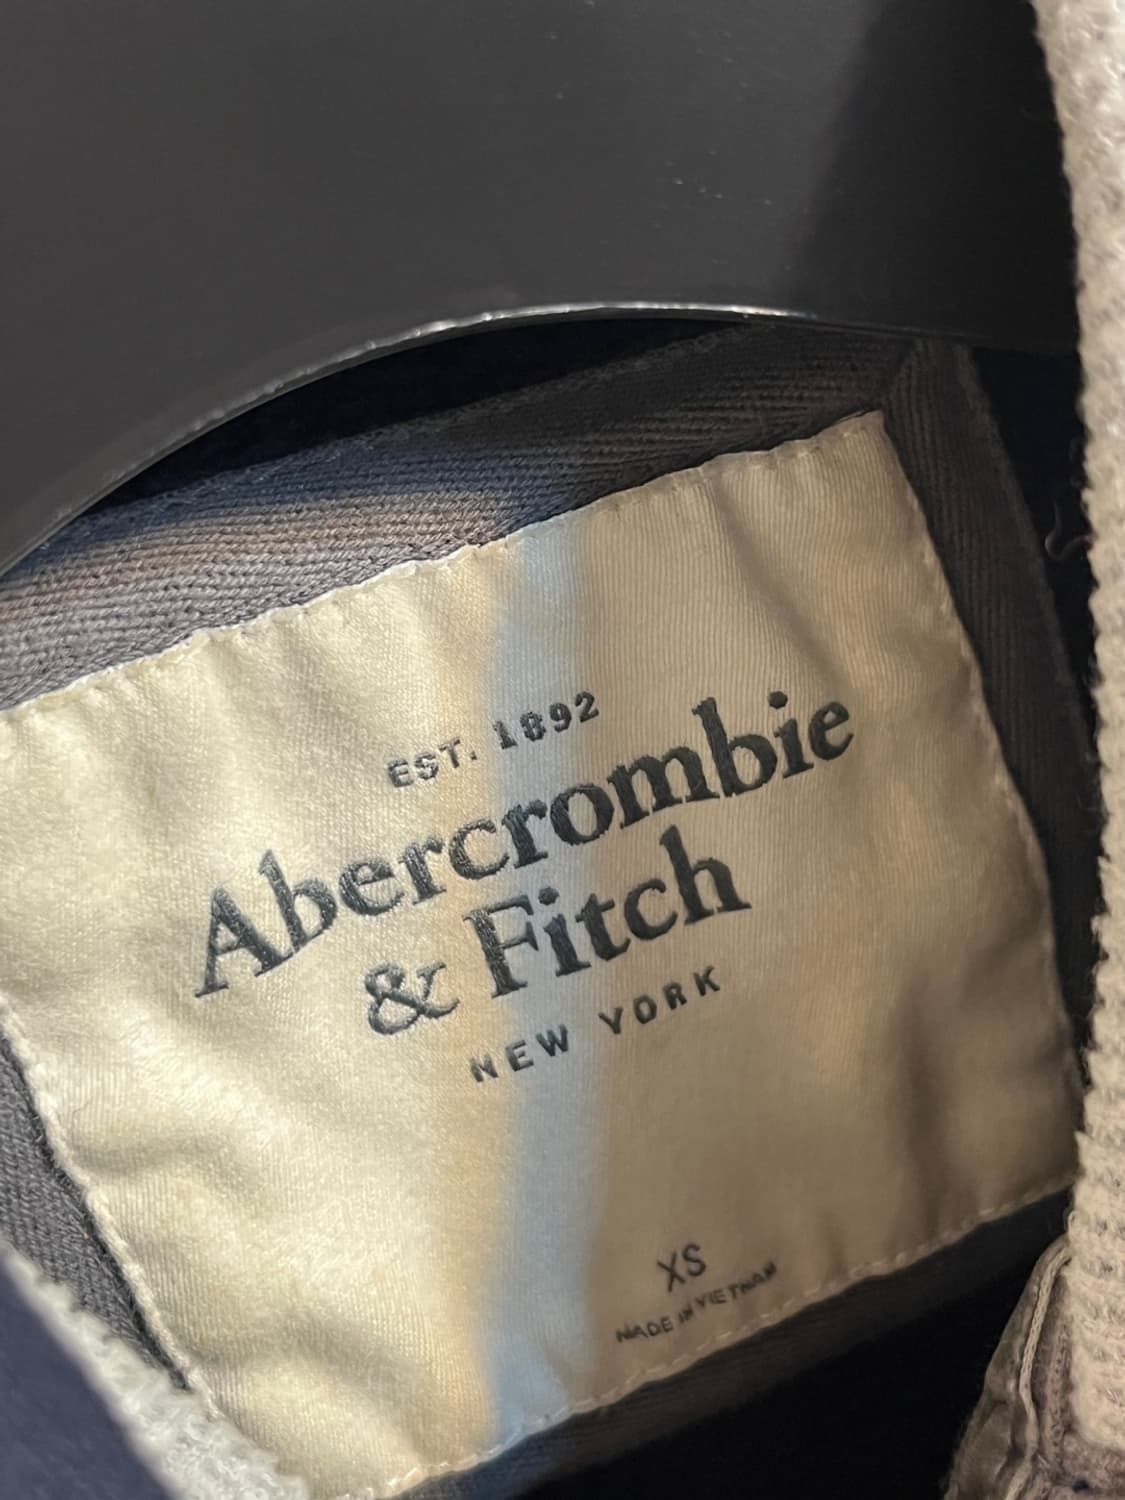 EST. 1892
Abercrombie
& Fitch
NEW YORK
XS
MADE IN VIETNAM